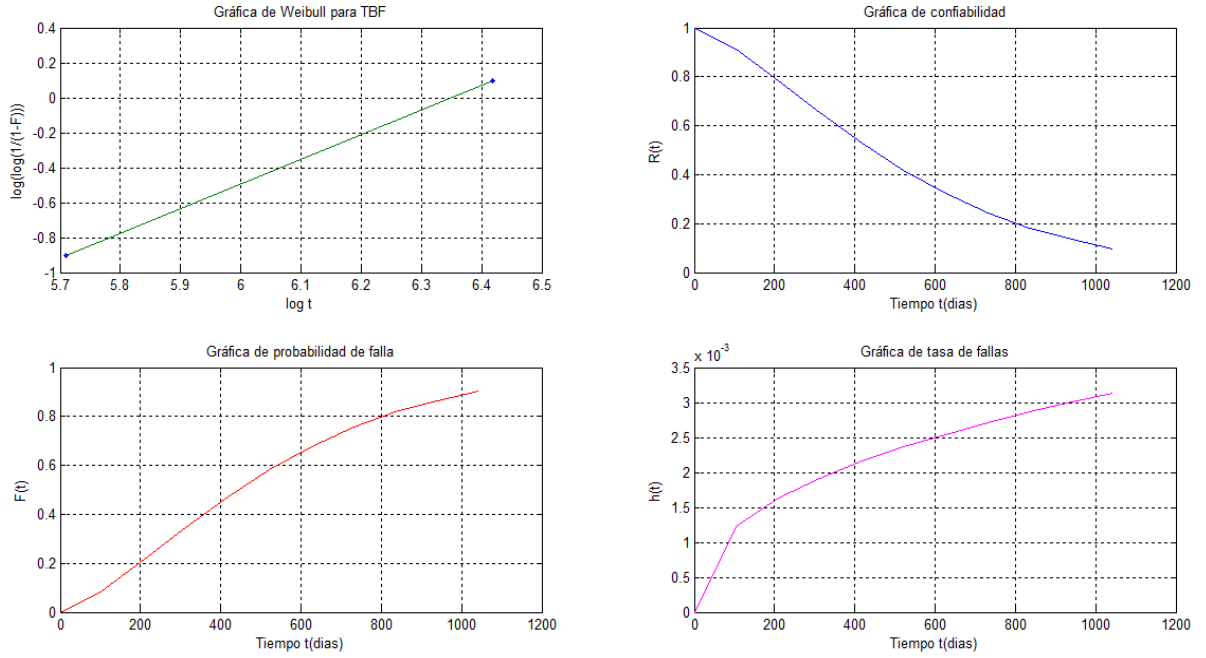 Gráfica de Weibull para TBF
0.4
0.2
0
-0.2
-0.4
-0.6
-0.8
-1
log(log(1/(1-F)))
5.7 5.8 5.9 6 6.1 6.2 6.3 6.4 6.5
log t
Gráfica de confiabilidad
1
0.8
0.6
0.4
0.2
0
R(t)
0 200 400 600 800 1000 1200
Tiempo t(dias)
Gráfica de probabilidad de falla
1
0.8
0.6
0.4
0.2
0
F(t)
0 200 400 600 800 1000 1200
Tiempo t(dias)
Gráfica de tasa de fallas
x 10⁻³
3.5
3
2.5
2
1.5
1
0.5
0
h(t)
0 200 400 600 800 1000 1200
Tiempo t(dias)